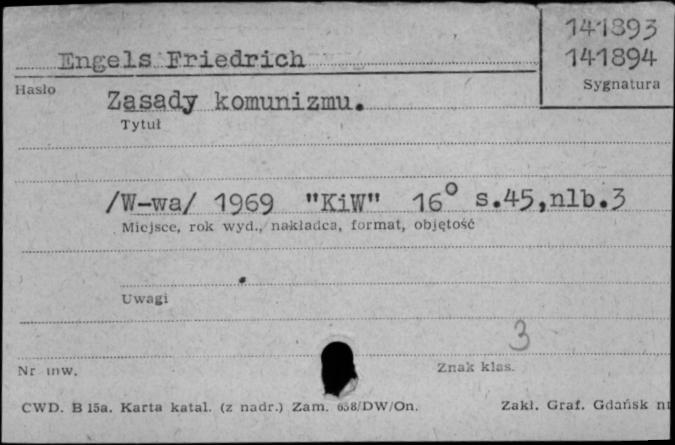 141893
Engels Friedrich 141894
Hasło Sygnatura
Zasady komunizmu.
Tytuł
/W-wa/ 1969 "KiW" 16° s.45,nlb.3
Miejsce, rok wyd., nakładca, format, objętość
Uwagi
3
Nr inw. Znak klas.
CWD. B 15a. Karta katal. (z nadr.) Zam. 658/DW/On. Zakł. Graf. Gdańsk